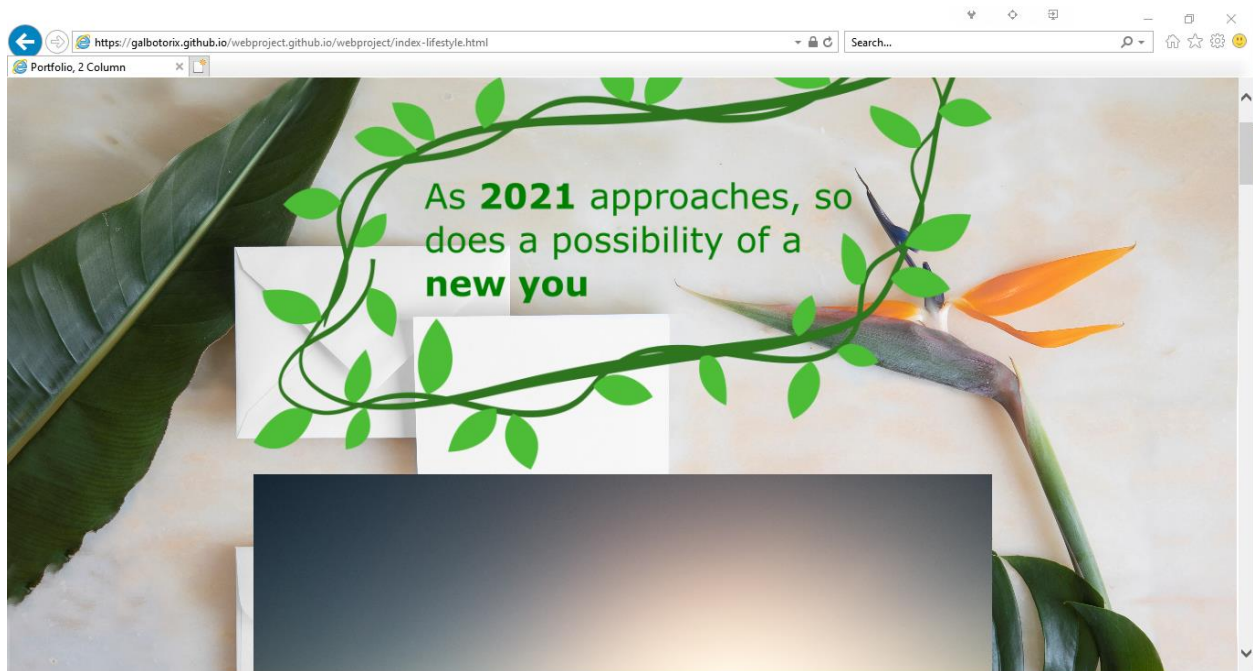 https://galbotorix.github.io/webproject.github.io/webproject/index-lifestyle.html
Search...
Portfolio, 2 Column
As 2021 approaches, so
does a possibility of a
new you